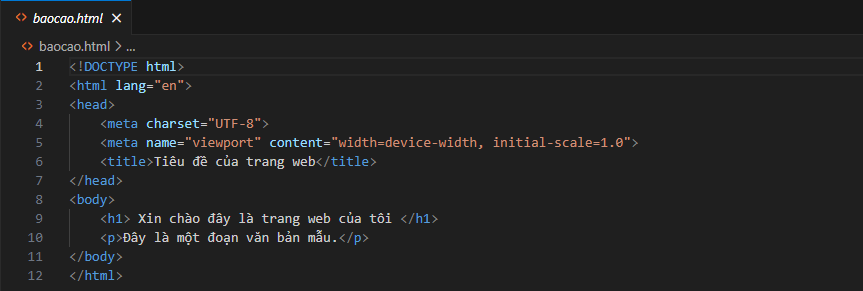 baocao.html
baocao.html > ...
1 <!DOCTYPE html>
2 <html lang="en">
3 <head>
4     <meta charset="UTF-8">
5     <meta name="viewport" content="width=device-width, initial-scale=1.0">
6     <title>Tiêu đề của trang web</title>
7 </head>
8 <body>
9     <h1> Xin chào đây là trang web của tôi </h1>
10     <p>Đây là một đoạn văn bản mẫu.</p>
11 </body>
12 </html>